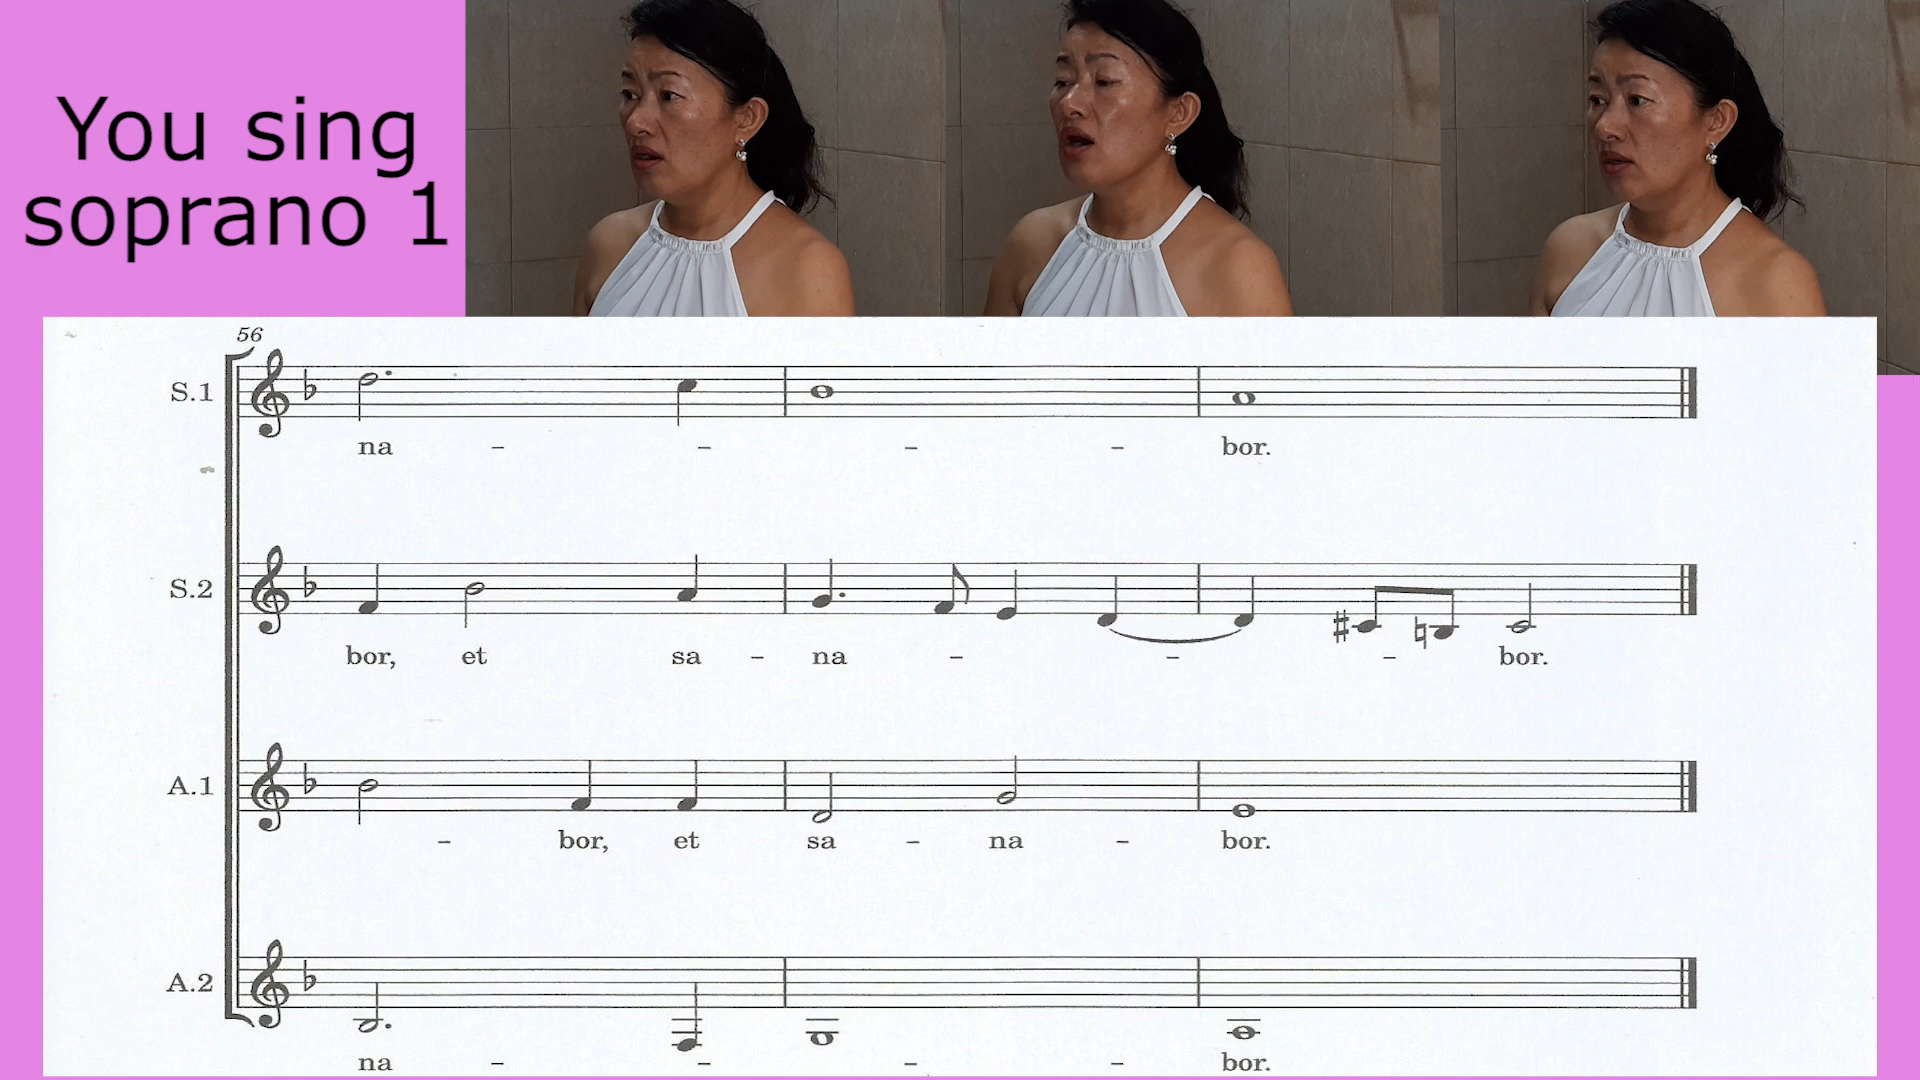 You sing
soprano 1
56
S.1
na - - - - bor.
S.2
bor, et sa - na - - - bor.
A.1
- bor, et sa - na - bor.
A.2
na - - - - bor.